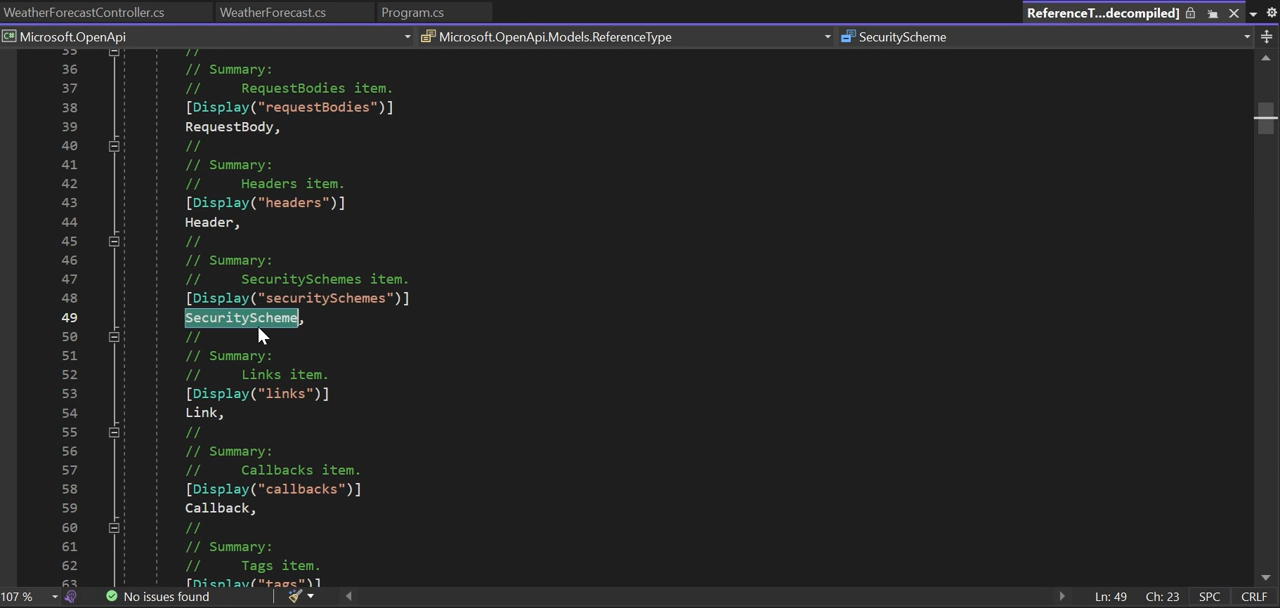 WeatherForecastController.cs WeatherForecast.cs Program.cs ReferenceT...decompiled]
Microsoft.OpenApi Microsoft.OpenApi.Models.ReferenceType SecurityScheme
35 //
36 // Summary:
37 // RequestBodies item.
38 [Display("requestBodies")]
39 RequestBody,
40 //
41 // Summary:
42 // Headers item.
43 [Display("headers")]
44 Header,
45 //
46 // Summary:
47 // SecuritySchemes item.
48 [Display("securitySchemes")]
49 SecurityScheme,
50 //
51 // Summary:
52 // Links item.
53 [Display("links")]
54 Link,
55 //
56 // Summary:
57 // Callbacks item.
58 [Display("callbacks")]
59 Callback,
60 //
61 // Summary:
62 // Tags item.
63 [Display("tags")]
107 % No issues found Ln: 49 Ch: 23 SPC CRLF